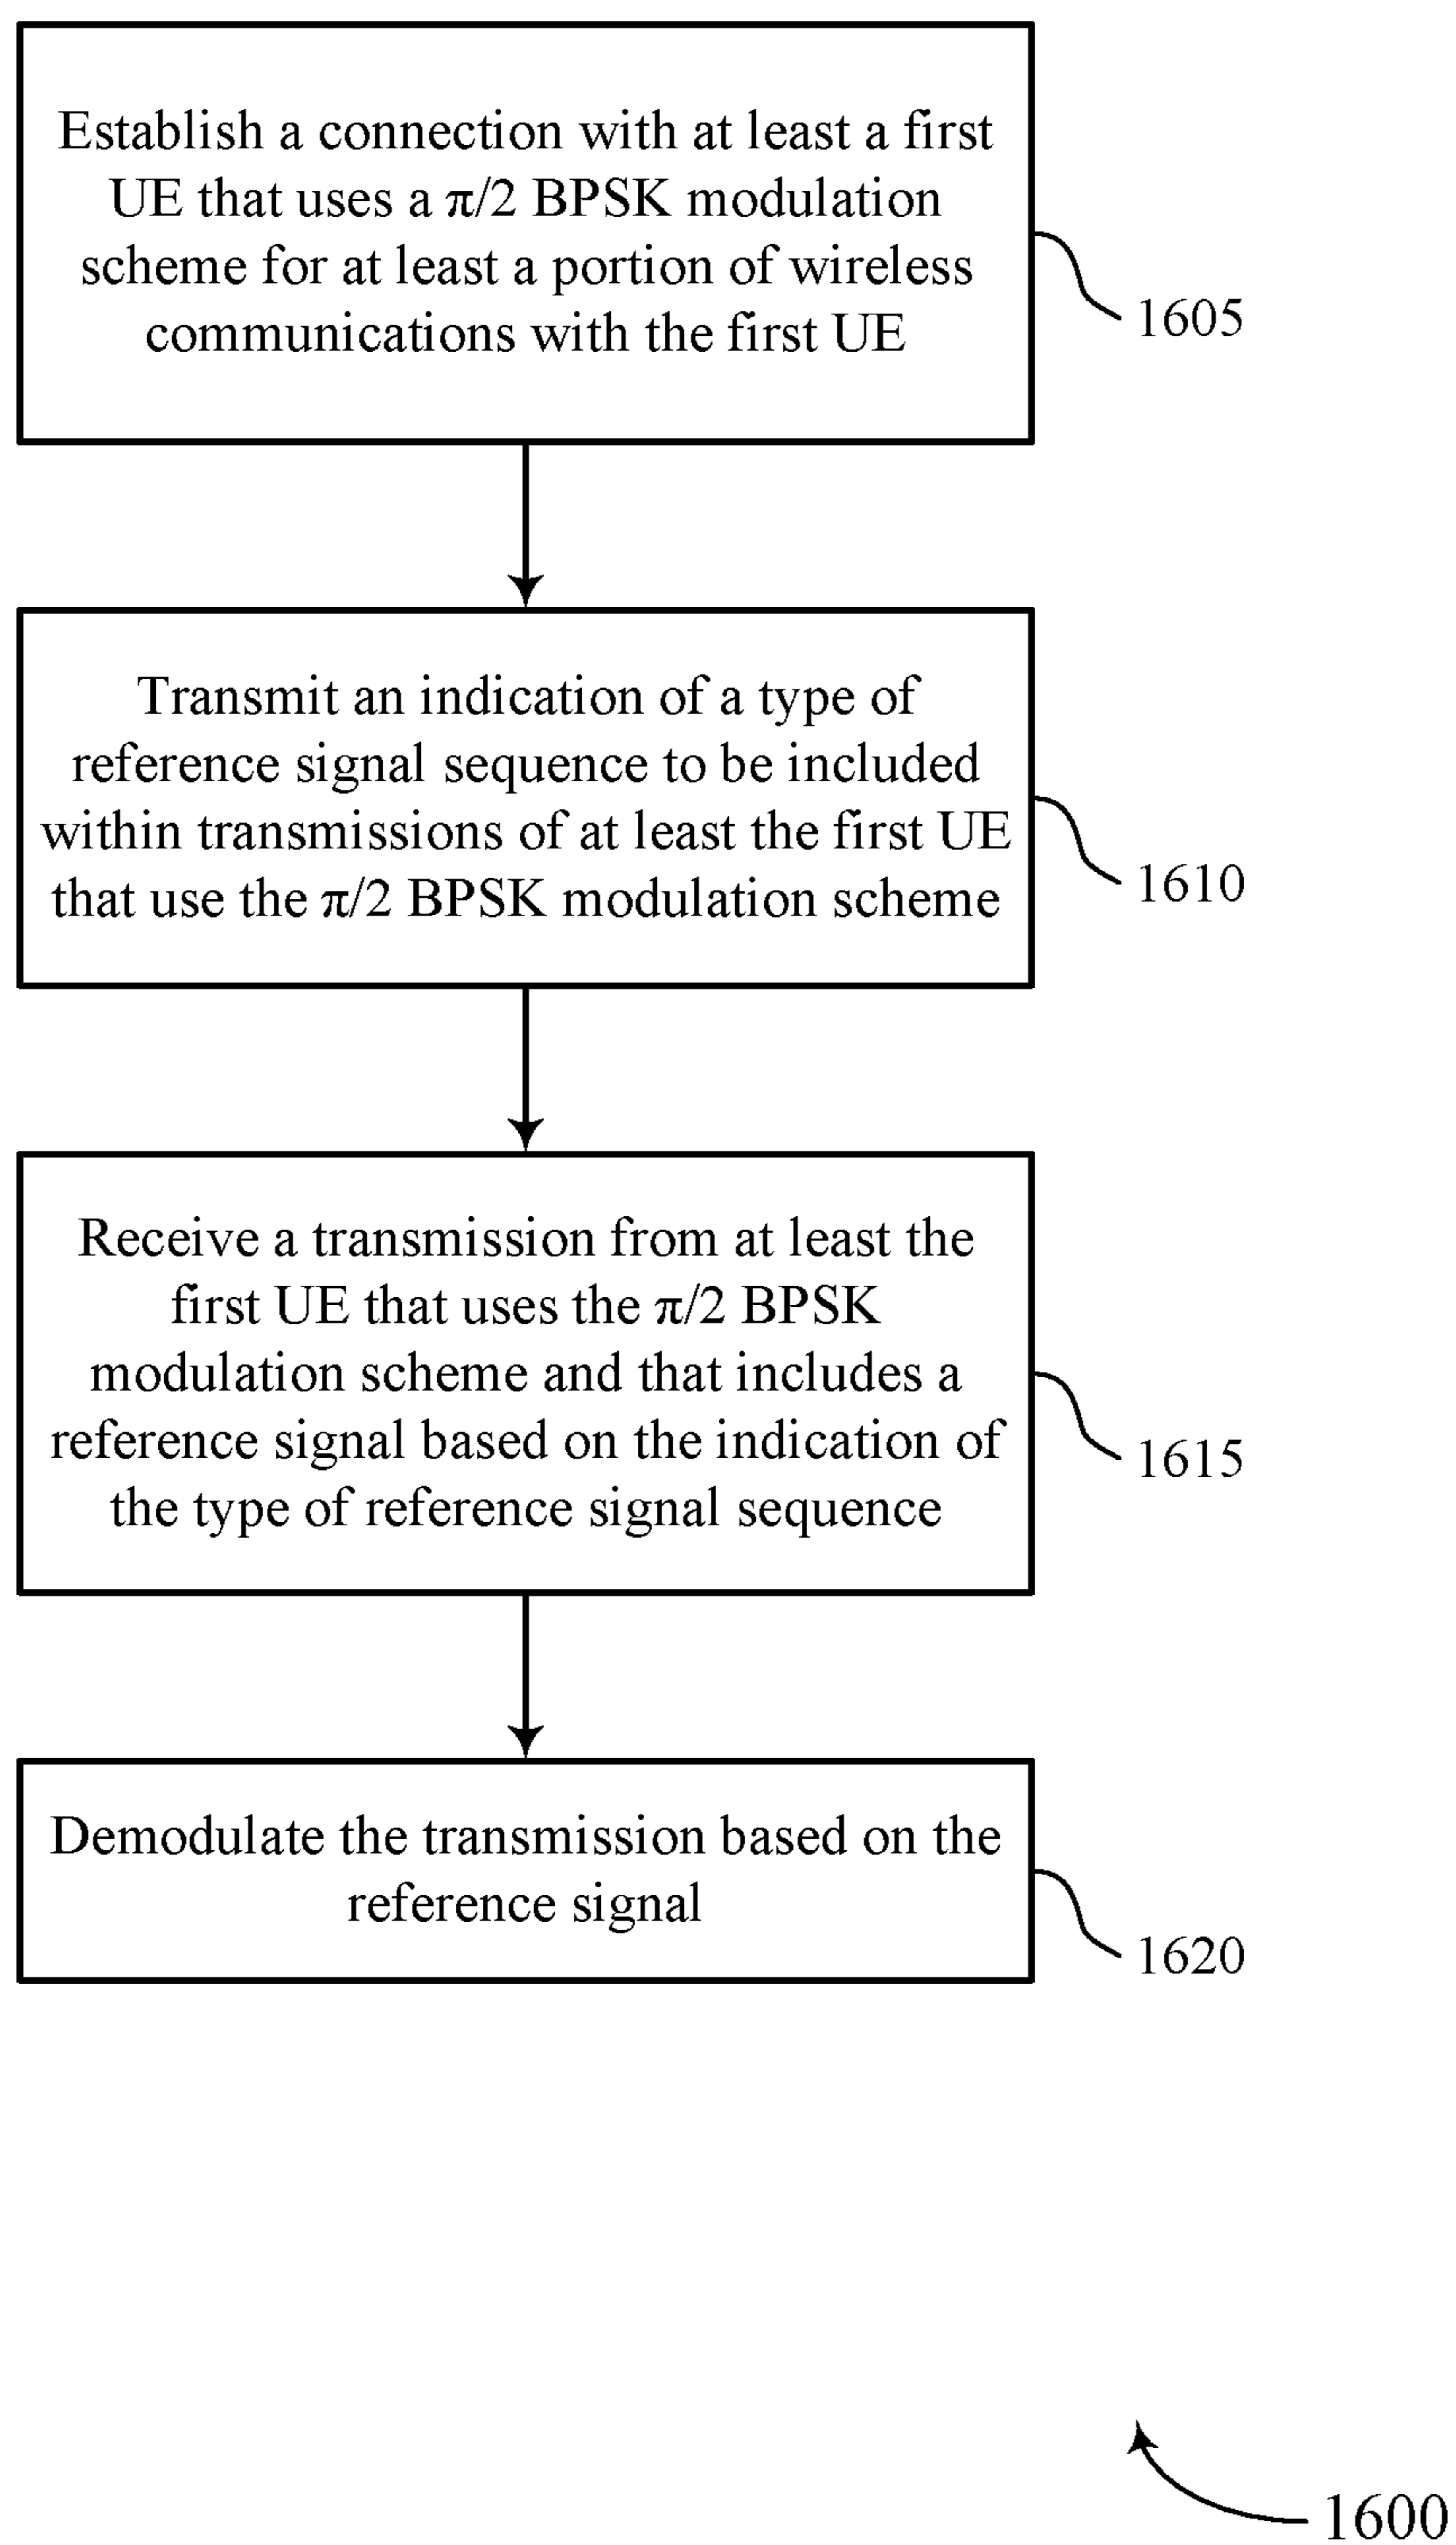 Establish a connection with at least a first
UE that uses a π/2 BPSK modulation
scheme for at least a portion of wireless
communications with the first UE
1605
Transmit an indication of a type of
reference signal sequence to be included
within transmissions of at least the first UE
that use the π/2 BPSK modulation scheme
1610
Receive a transmission from at least the
first UE that uses the π/2 BPSK
modulation scheme and that includes a
reference signal based on the indication of
the type of reference signal sequence
1615
Demodulate the transmission based on the
reference signal
1620
1600